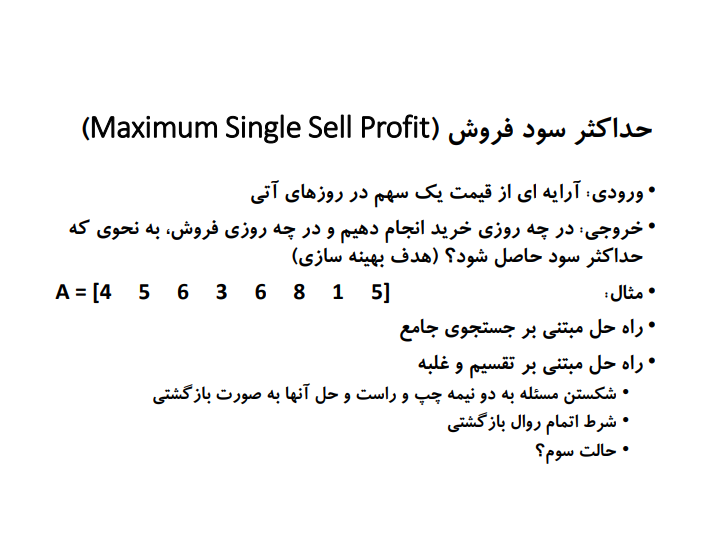 حداکثر سود فروش (Maximum Single Sell Profit)
• ورودی: آرایه ای از قیمت یک سهم در روزهای آتی
• خروجی: در چه روزی خرید انجام دهیم و در چه روزی فروش، به نحوی که
حداکثر سود حاصل شود؟ (هدف بهینه سازی)
• مثال: A = [4 5 6 3 6 8 1 5]
• راه حل مبتنی بر جستجوی جامع
• راه حل مبتنی بر تقسیم و غلبه
• شکستن مسئله به دو نیمه چپ و راست و حل آنها به صورت بازگشتی
• شرط اتمام روال بازگشتی
• حالت سوم؟